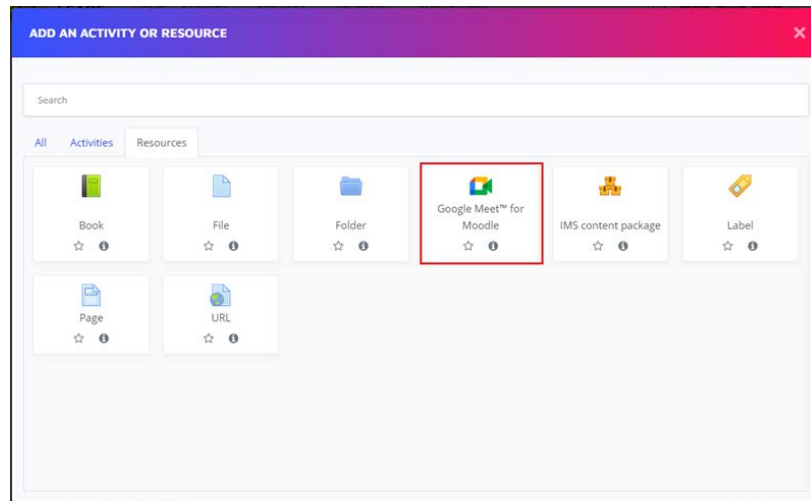 ADD AN ACTIVITY OR RESOURCE
Search
All Activities Resources
Book
File
Folder
Google Meet™ for
Moodle
IMS content package
Label
Page
URL